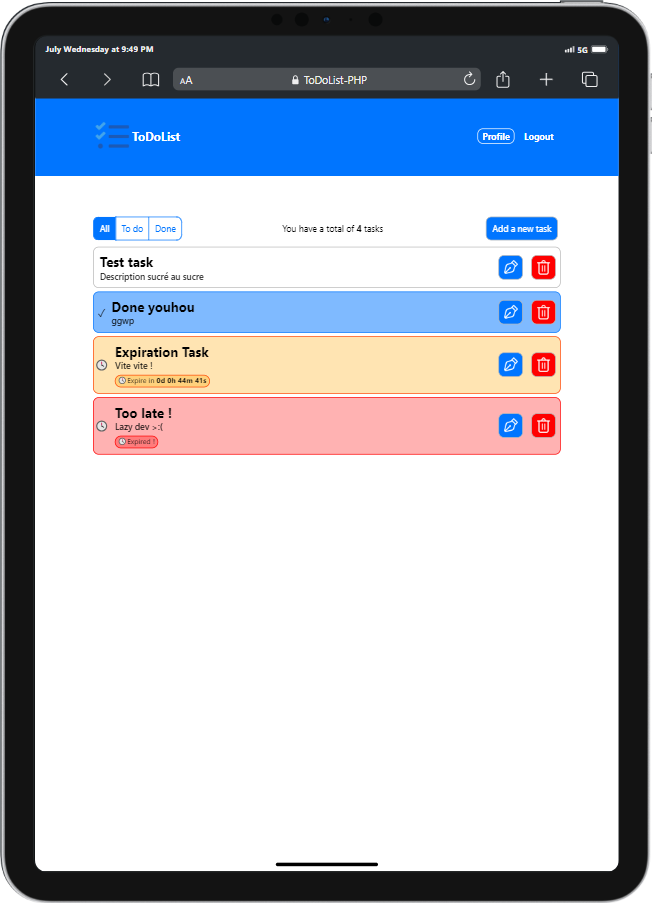 July Wednesday at 9:49 PM
5G
AA
ToDoList-PHP
ToDoList
Profile
Logout
All
To do
Done
You have a total of 4 tasks
Add a new task
Test task
Description sucré au sucre
✓
Done youhou
ggwp
Expiration Task
Vite vite !
Expire in 0d 0h 44m 41s
Too late !
Lazy dev >:(
Expired !